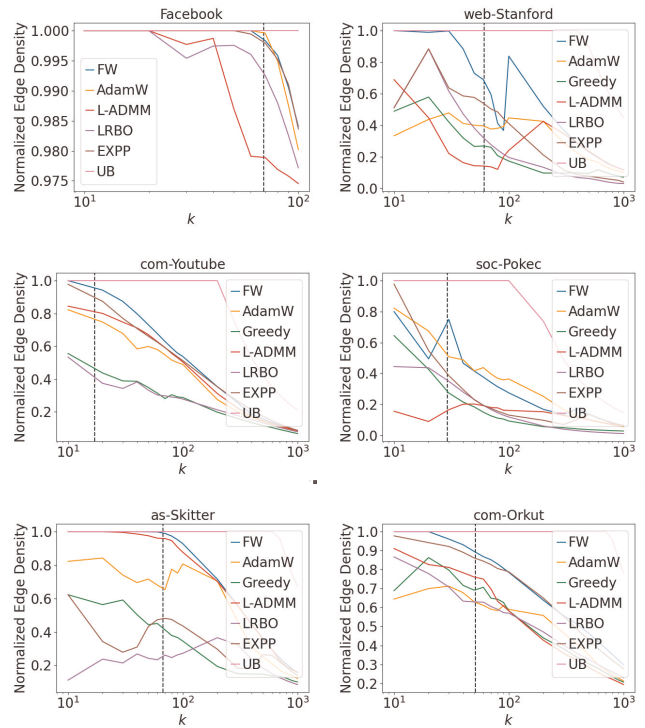 Facebook
Normalized Edge Density
1.000
0.995
0.990
0.985
0.980
0.975
FW
AdamW
L-ADMM
LRBO
EXPP
UB
10¹
10²
k
web-Stanford
Normalized Edge Density
1.0
0.8
0.6
0.4
0.2
0.0
FW
AdamW
Greedy
L-ADMM
LRBO
EXPP
UB
10¹
10²
10³
k
com-Youtube
Normalized Edge Density
1.0
0.8
0.6
0.4
0.2
FW
AdamW
Greedy
L-ADMM
LRBO
EXPP
UB
10¹
10²
10³
k
soc-Pokec
Normalized Edge Density
1.0
0.8
0.6
0.4
0.2
0.0
FW
AdamW
Greedy
L-ADMM
LRBO
EXPP
UB
10¹
10²
10³
k
as-Skitter
Normalized Edge Density
1.0
0.8
0.6
0.4
0.2
FW
AdamW
Greedy
L-ADMM
LRBO
EXPP
UB
10¹
10²
10³
k
com-Orkut
Normalized Edge Density
1.0
0.9
0.8
0.7
0.6
0.5
0.4
0.3
0.2
FW
AdamW
Greedy
L-ADMM
LRBO
EXPP
UB
10¹
10²
10³
k